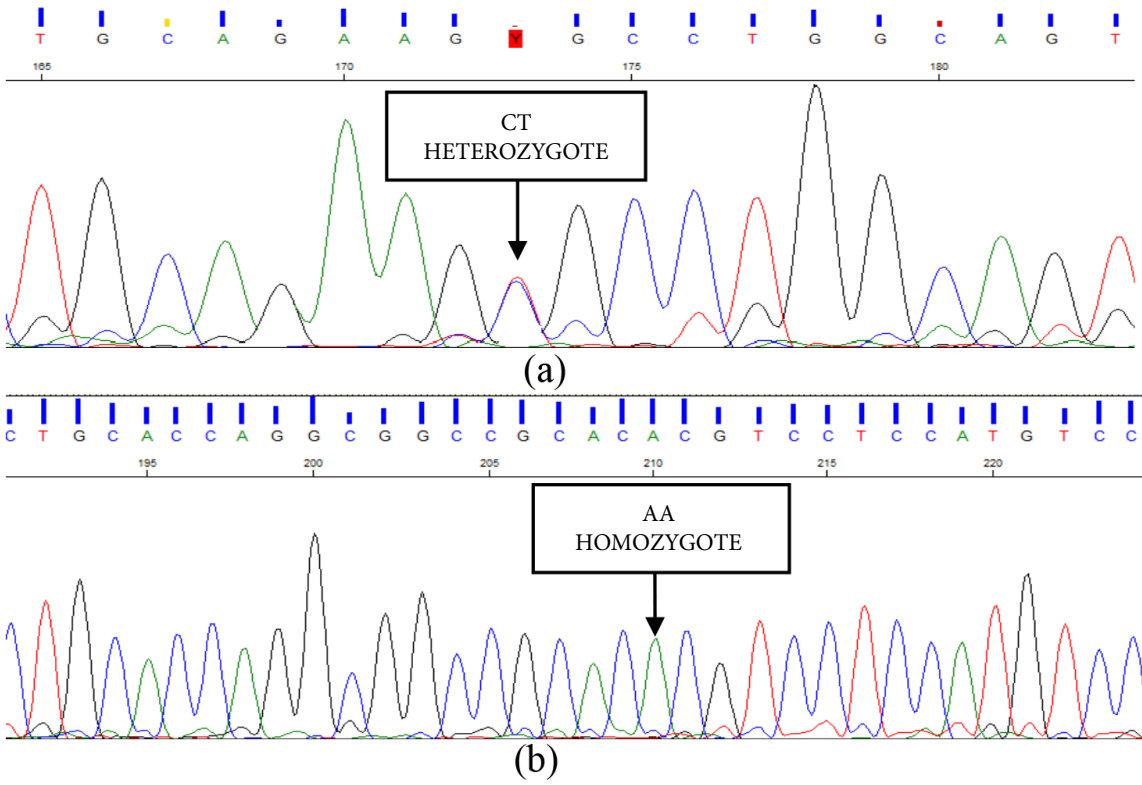 T G C A G A A G Y G C C T G G C A G T
165 170 175 180
CT
HETEROZYGOTE
(a)
C T G C A C C A G G C G G C C G C A C A C G T C C T C C A T G T C C
195 200 205 210 215 220
AA
HOMOZYGOTE
(b)